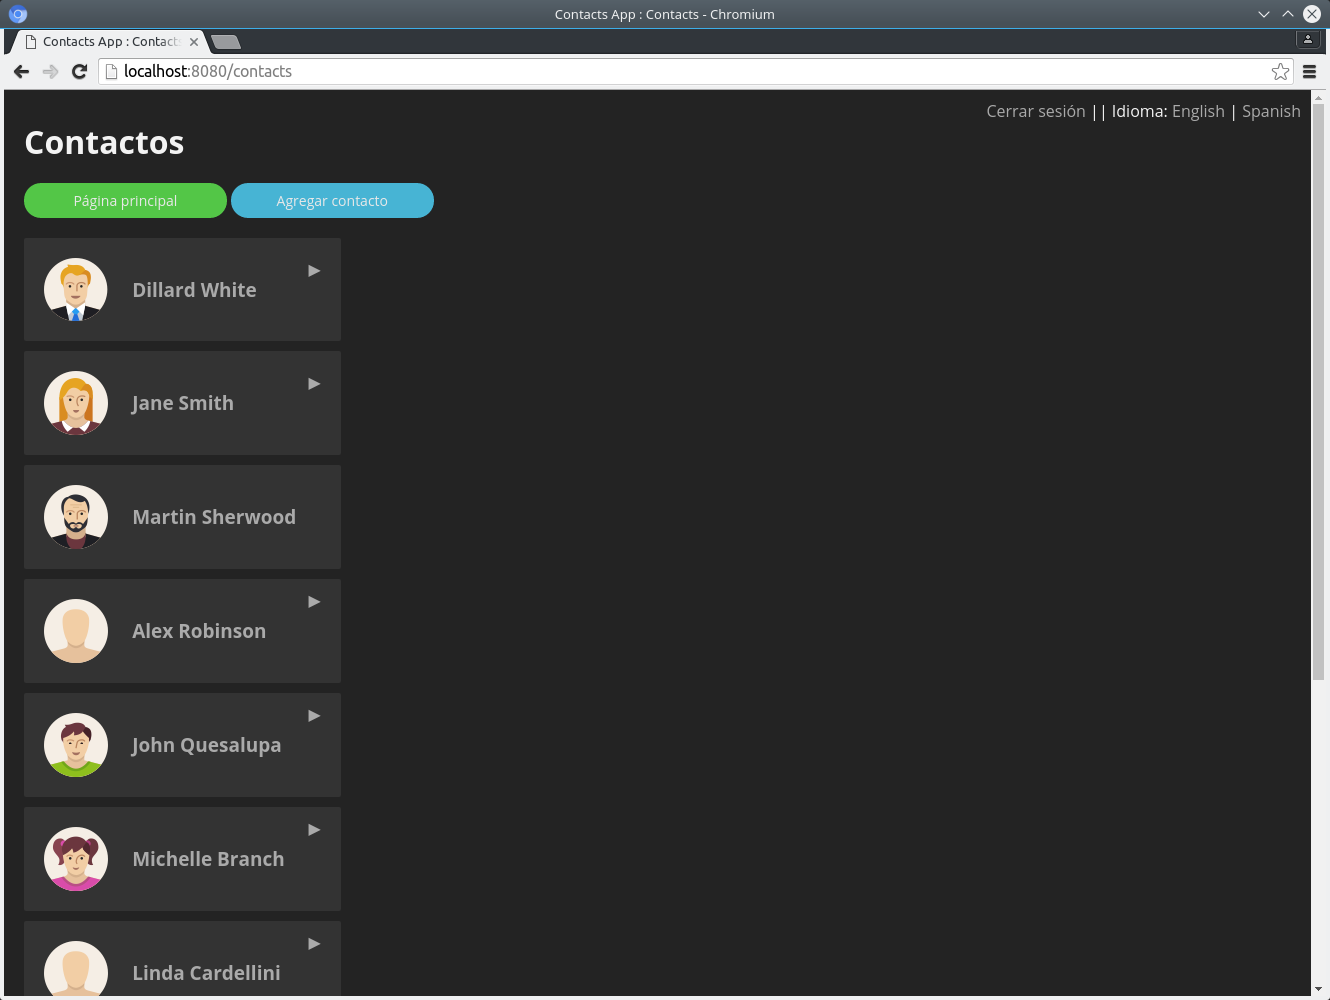 Contacts App : Contacts - Chromium
Contacts App : Contacts
localhost:8080/contacts
Cerrar sesión || Idioma: English | Spanish
Contactos
Página principal
Agregar contacto
Dillard White
Jane Smith
Martin Sherwood
Alex Robinson
John Quesalupa
Michelle Branch
Linda Cardellini